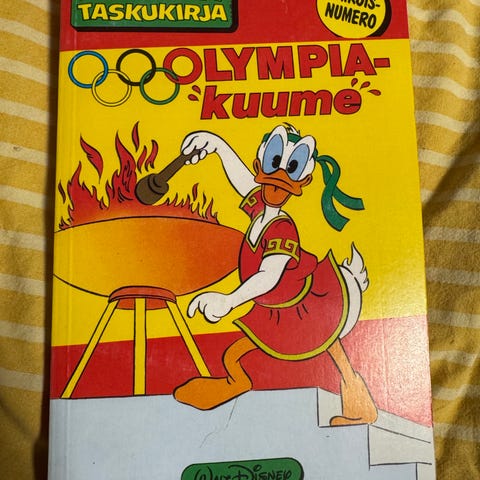 TASKUKIRJA
NUMERO
OLYMPIA-
kuume
WALT DISNEY